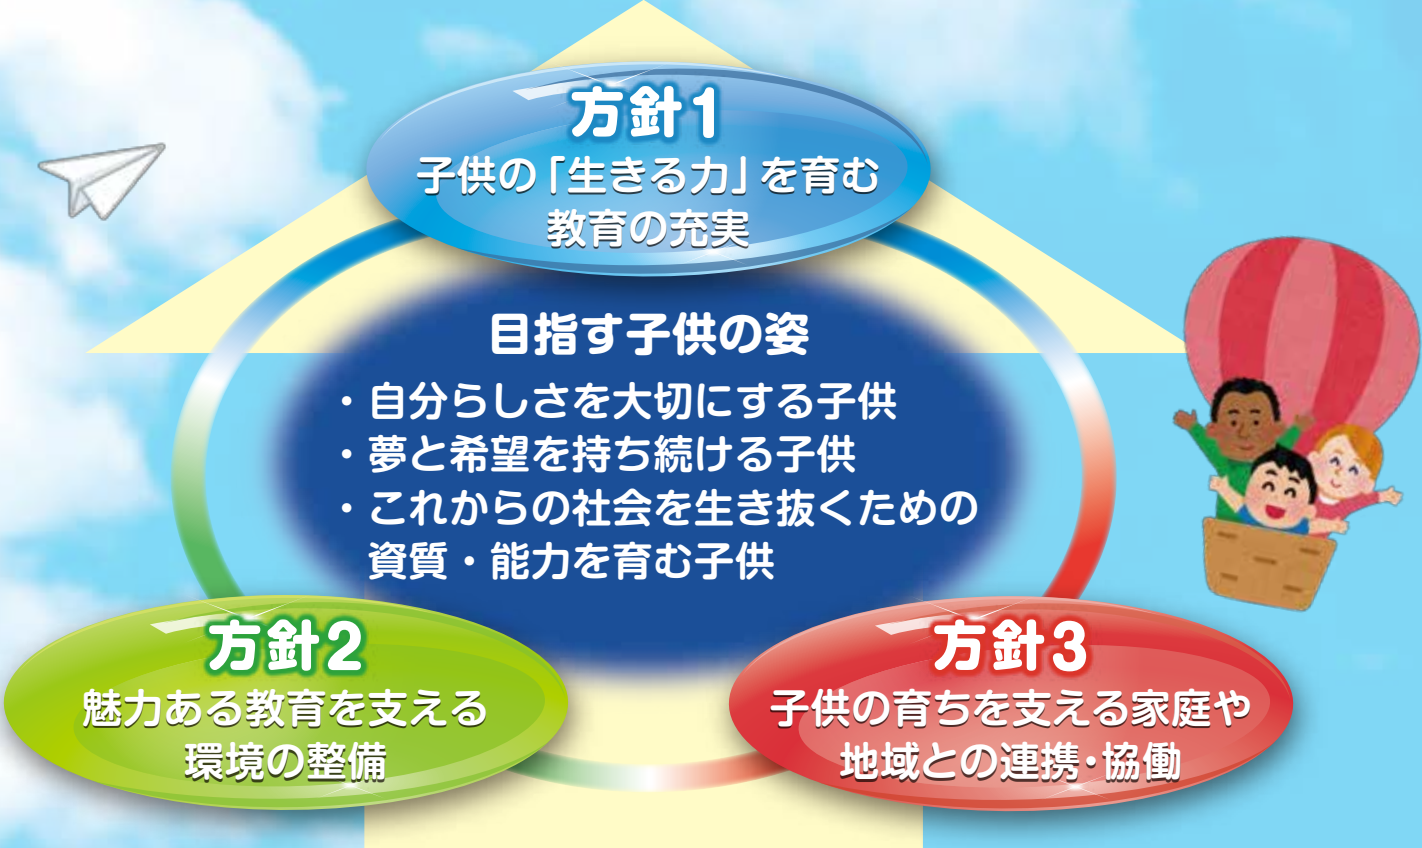 方針1
子供の「生きる力」を育む
教育の充実
目指す子供の姿
・自分らしさを大切にする子供
・夢と希望を持ち続ける子供
・これからの社会を生き抜くための
資質・能力を育む子供
方針2
魅力ある教育を支える
環境の整備
方針3
子供の育ちを支える家庭や
地域との連携・協働